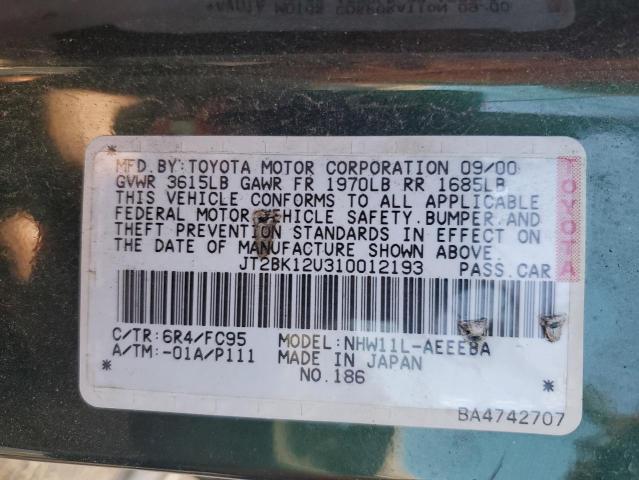 MFD.BY:TOYOTA MOTOR CORPORATION 09/00
GVWR 3615LB GAWR FR 1970LB RR 1685LB
THIS VEHICLE CONFORMS TO ALL APPLICABLE
FEDERAL MOTOR VEHICLE SAFETY.BUMPER.AND
THEFT PREVENTION STANDARDS IN EFFECT ON
THE DATE OF MANUFACTURE SHOWN ABOVE.
JT2BK12U310012193 PASS.CAR
TOYOTA
C/TR:6R4/FC95 MODEL:NHW11L-AEEEBA
A/TM:-01A/P111 MADE IN JAPAN
* NO.186 *
BA4742707